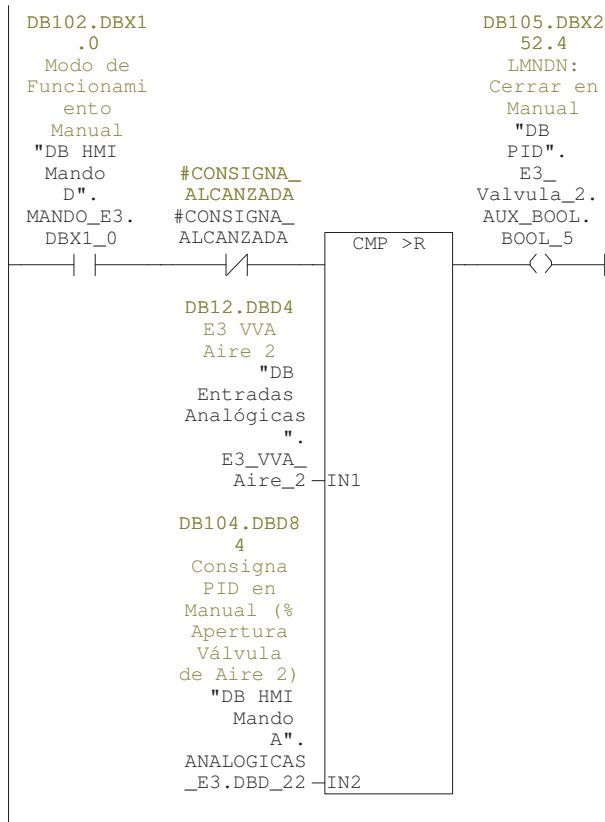 DB102.DBX1
.0
Modo de
Funcionami
ento
Manual
"DB HMI
Mando
D".
MANDO_E3.
DBX1_0
#CONSIGNA_
ALCANZADA
#CONSIGNA_
ALCANZADA
CMP >R
DB105.DBX2
52.4
LMNDN:
Cerrar en
Manual
"DB
PID".
E3_
Valvula_2.
AUX_BOOL.
BOOL_5
DB12.DBD4
E3 VVA
Aire 2
"DB
Entradas
Analógicas
".
E3_VVA_
Aire_2
IN1
DB104.DBD8
4
Consigna
PID en
Manual (%
Apertura
Válvula
de Aire 2)
"DB HMI
Mando
A".
ANALOGICAS
_E3.DBD_22
IN2